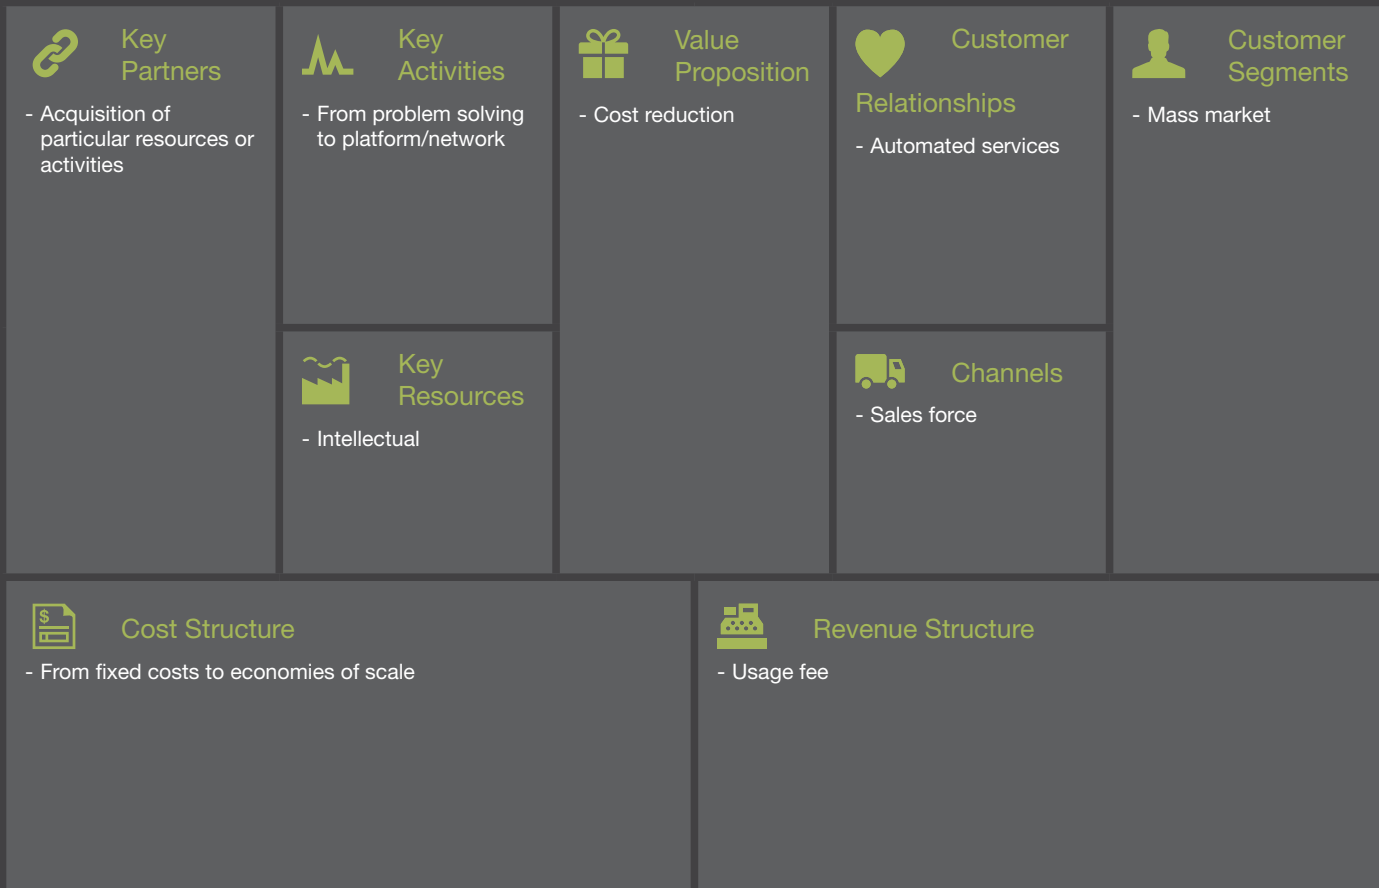 Key
Partners
- Acquisition of
particular resources or
activities
Key
Activities
- From problem solving
to platform/network
Key
Resources
- Intellectual
Value
Proposition
- Cost reduction
Customer
Relationships
- Automated services
Channels
- Sales force
Customer
Segments
- Mass market
$
Cost Structure
- From fixed costs to economies of scale
Revenue Structure
- Usage fee